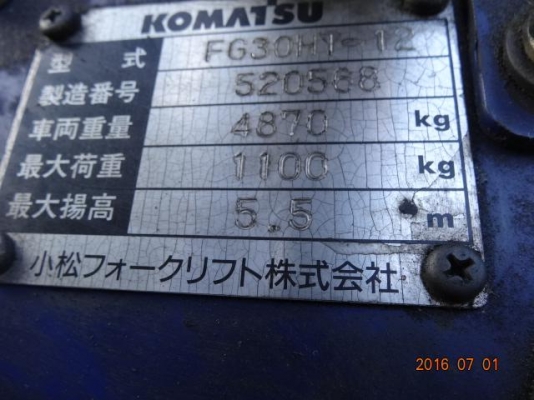 KOMATSU
型式 FG30HT-12
製造番号 520588
車両重量 4870 kg
最大荷重 1100 kg
最大揚高 5.5 m
小松フォークリフト株式会社
2016 07 01